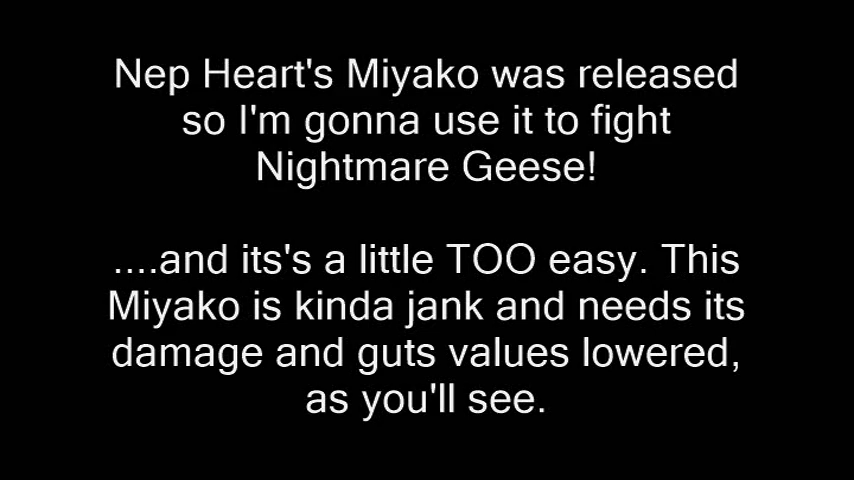 Nep Heart's Miyako was released
so I'm gonna use it to fight
Nightmare Geese!
....and its's a little TOO easy. This
Miyako is kinda jank and needs its
damage and guts values lowered,
as you'll see.